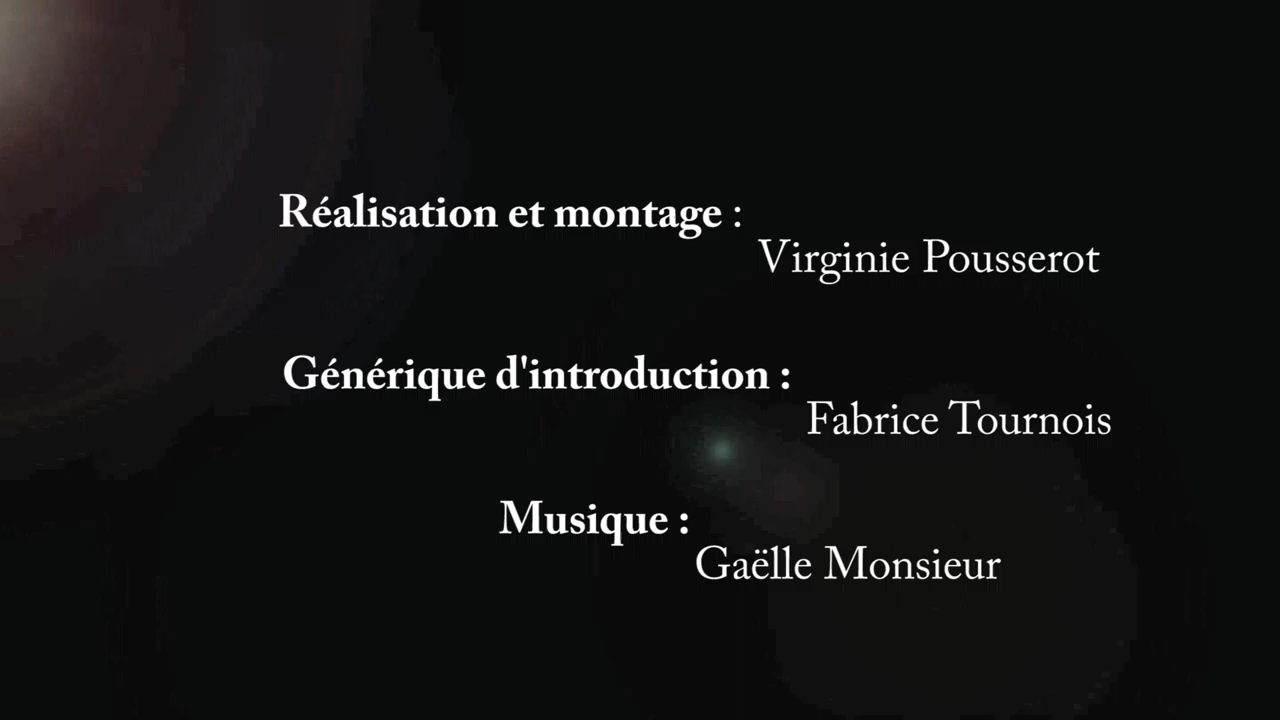 Réalisation et montage :
Virginie Pousserot
Générique d'introduction :
Fabrice Tournois
Musique :
Gaëlle Monsieur